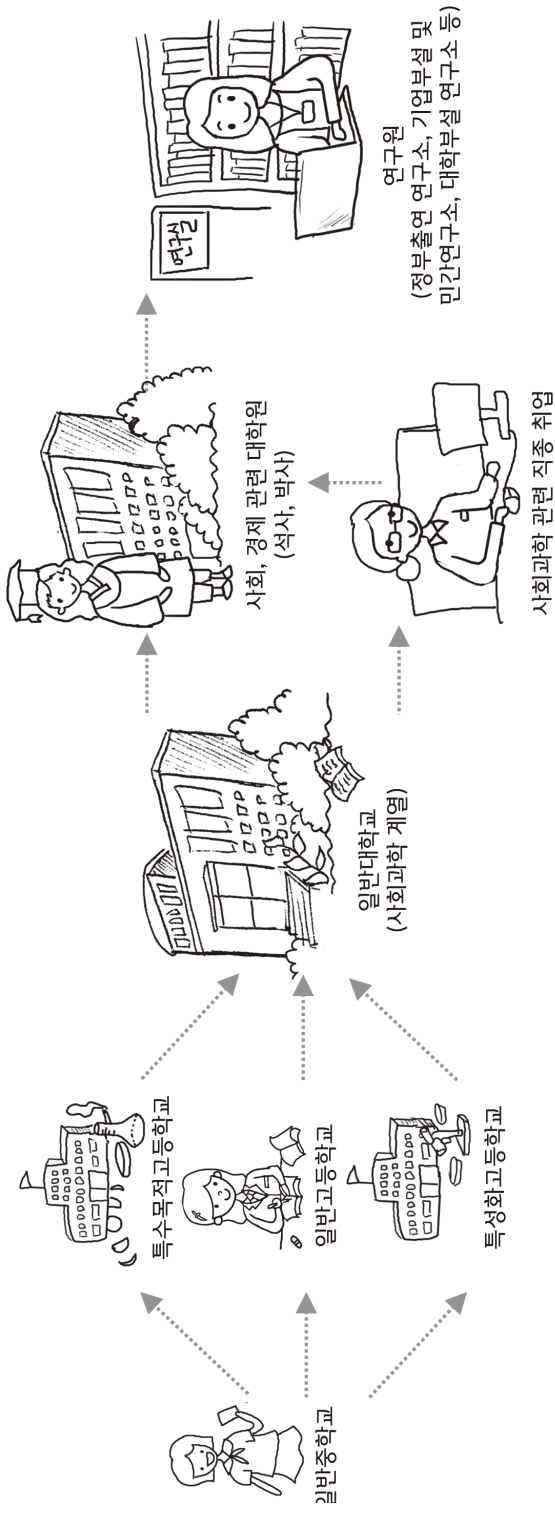 일반중학교
특수목적고등학교
일반고등학교
특성화고등학교
일반대학교
(사회과학 계열)
사회, 경제 관련 대학원
(석사, 박사)
사회과학 관련 직종 취업
연구실
연구원
(정부출연 연구소, 기업부설 및
민간연구소, 대학부설 연구소 등)